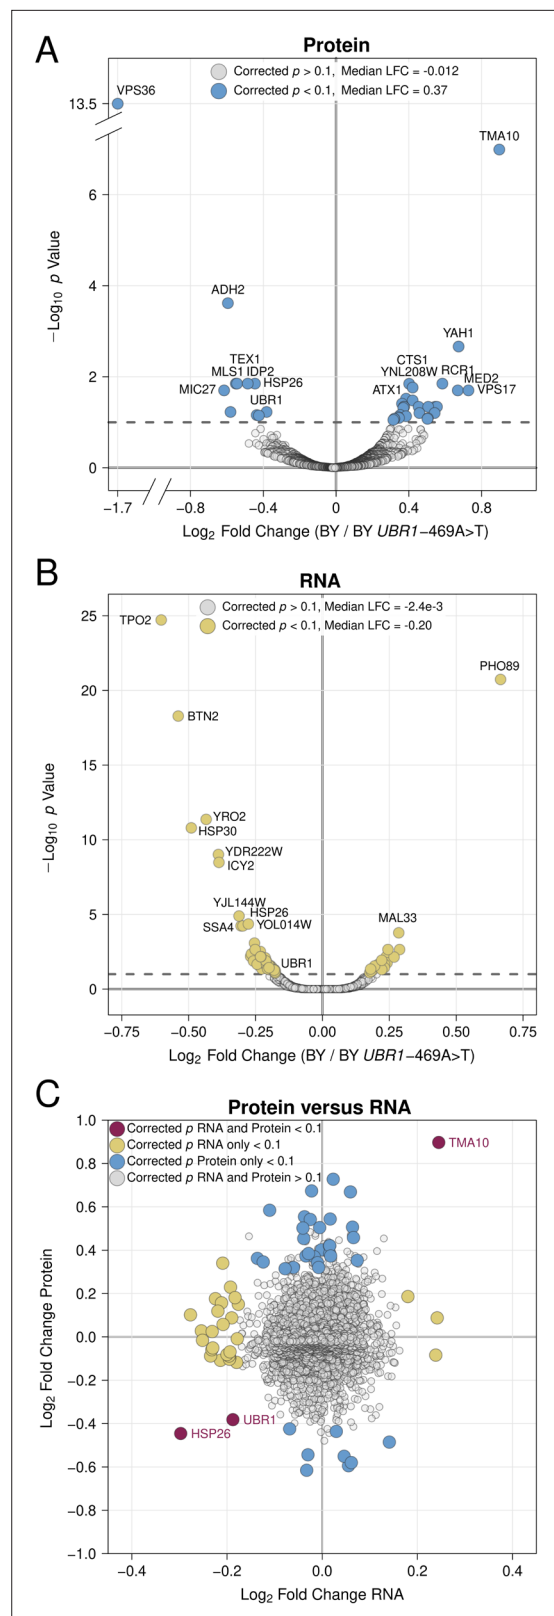 A
Protein
Corrected p > 0.1, Median LFC = -0.012
Corrected p < 0.1, Median LFC = 0.37
VPS36
13.5
TMA10
6
ADH2
4
YAH1
TEX1
CTS1
MLS1 IDP2
YNL208W RCR1
HSP26
MED2
MIC27
ATX1
VPS17
2
UBR1
0
−Log10 p Value
−1.7
−0.8
−0.4
0
0.4
0.8
Log2 Fold Change (BY / BY UBR1−469A>T)
B
RNA
Corrected p > 0.1, Median LFC = -2.4e-3
Corrected p < 0.1, Median LFC = -0.20
25
TPO2
PHO89
20
BTN2
15
YRO2
HSP30
10
YDR222W
ICY2
YJL144W
HSP26
SSA4
YOL014W
MAL33
5
UBR1
0
−Log10 p Value
−0.75
−0.50
−0.25
0.00
0.25
0.50
0.75
Log2 Fold Change (BY / BY UBR1−469A>T)
C
Protein versus RNA
Corrected p RNA and Protein < 0.1
Corrected p RNA only < 0.1
Corrected p Protein only < 0.1
Corrected p RNA and Protein > 0.1
TMA10
UBR1
HSP26
1.0
0.8
0.6
0.4
0.2
0.0
−0.2
−0.4
−0.6
−0.8
−1.0
Log2 Fold Change Protein
−0.4
−0.2
0.0
0.2
0.4
Log2 Fold Change RNA